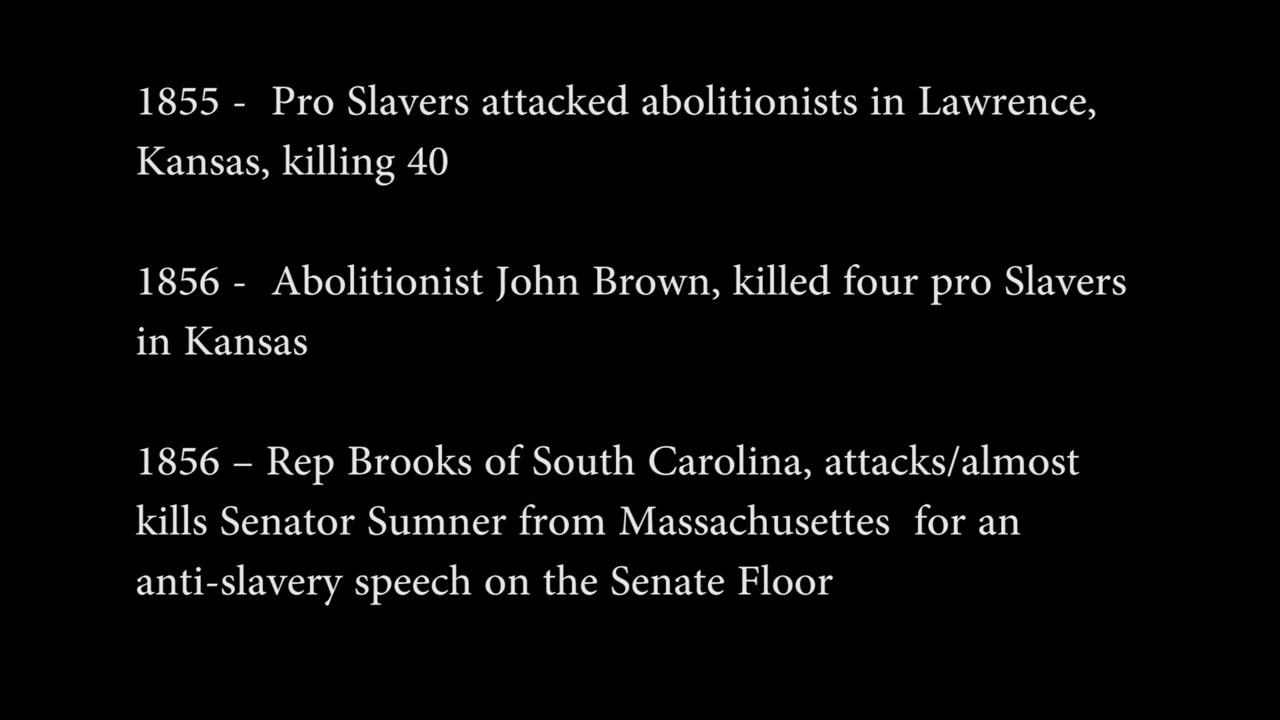 1855 -  Pro Slavers attacked abolitionists in Lawrence,
Kansas, killing 40
1856 -  Abolitionist John Brown, killed four pro Slavers
in Kansas
1856 – Rep Brooks of South Carolina, attacks/almost
kills Senator Sumner from Massachusettes  for an
anti-slavery speech on the Senate Floor